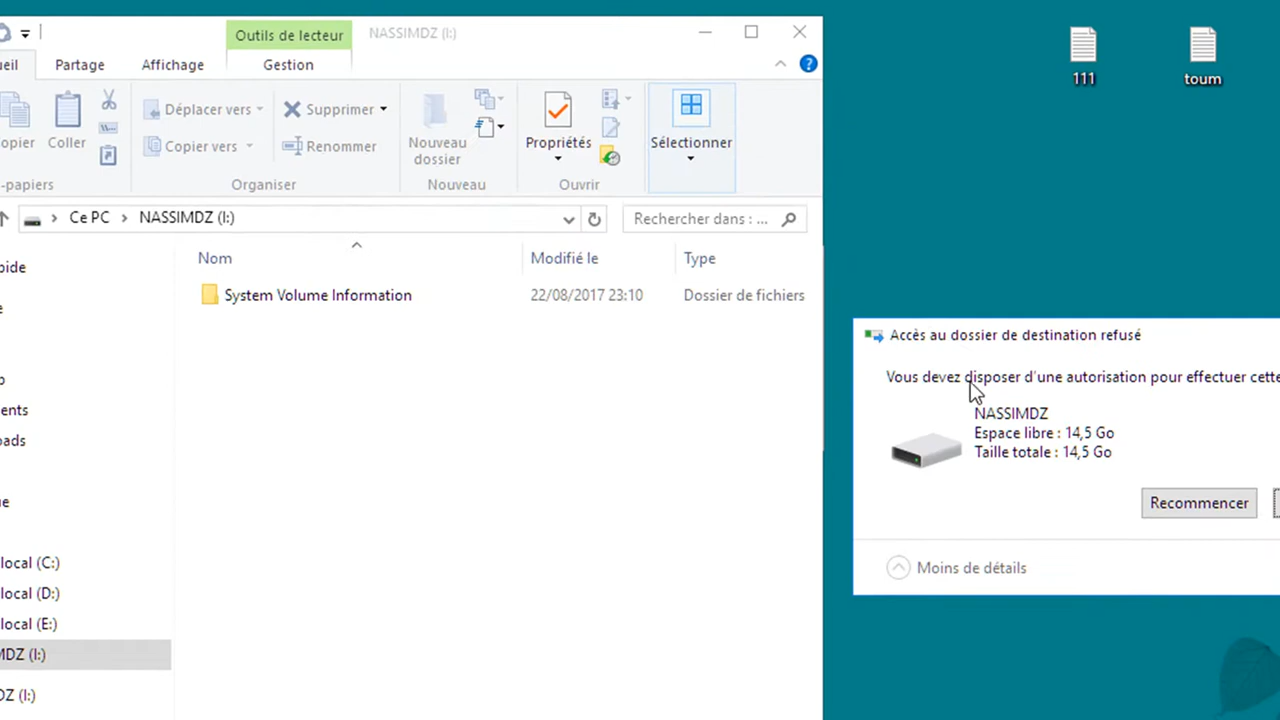 Outils de lecteur
NASSIMDZ (I:)
ueil
Partage
Affichage
Gestion
opier
Coller
Déplacer vers
Copier vers
Supprimer
Renommer
Nouveau
dossier
Propriétés
Sélectionner
-papiers
Organiser
Nouveau
Ouvrir
Ce PC
NASSIMDZ (I:)
Rechercher dans : ...
Nom
Modifié le
Type
System Volume Information
22/08/2017 23:10
Dossier de fichiers
pide
e
p
ents
oads
ue
local (C:)
local (D:)
local (E:)
MDZ (I:)
DZ (I:)
111
toum
Accès au dossier de destination refusé
Vous devez disposer d'une autorisation pour effectuer cette
NASSIMDZ
Espace libre : 14,5 Go
Taille totale : 14,5 Go
Recommencer
Moins de détails